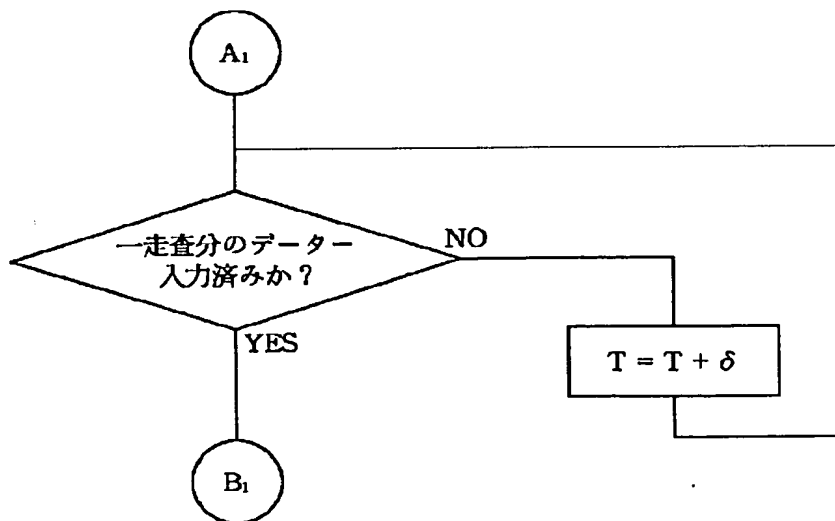 A₁
一走査分のデーター
入力済みか？
NO
YES
T = T + δ
B₁